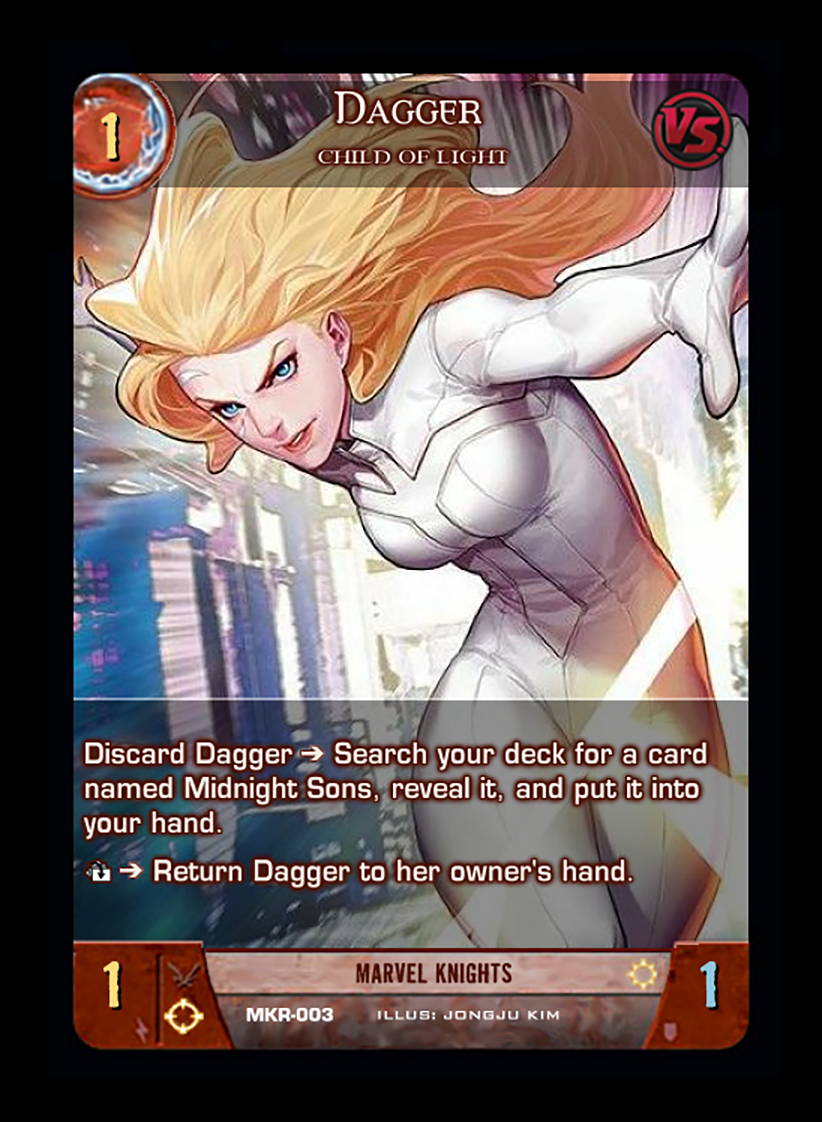 1
DAGGER
CHILD OF LIGHT
VS.
Discard Dagger ➔ Search your deck for a card
named Midnight Sons, reveal it, and put it into
your hand.
➔ Return Dagger to her owner's hand.
1
MARVEL KNIGHTS
1
MKR-003 ILLUS: JONGJU KIM